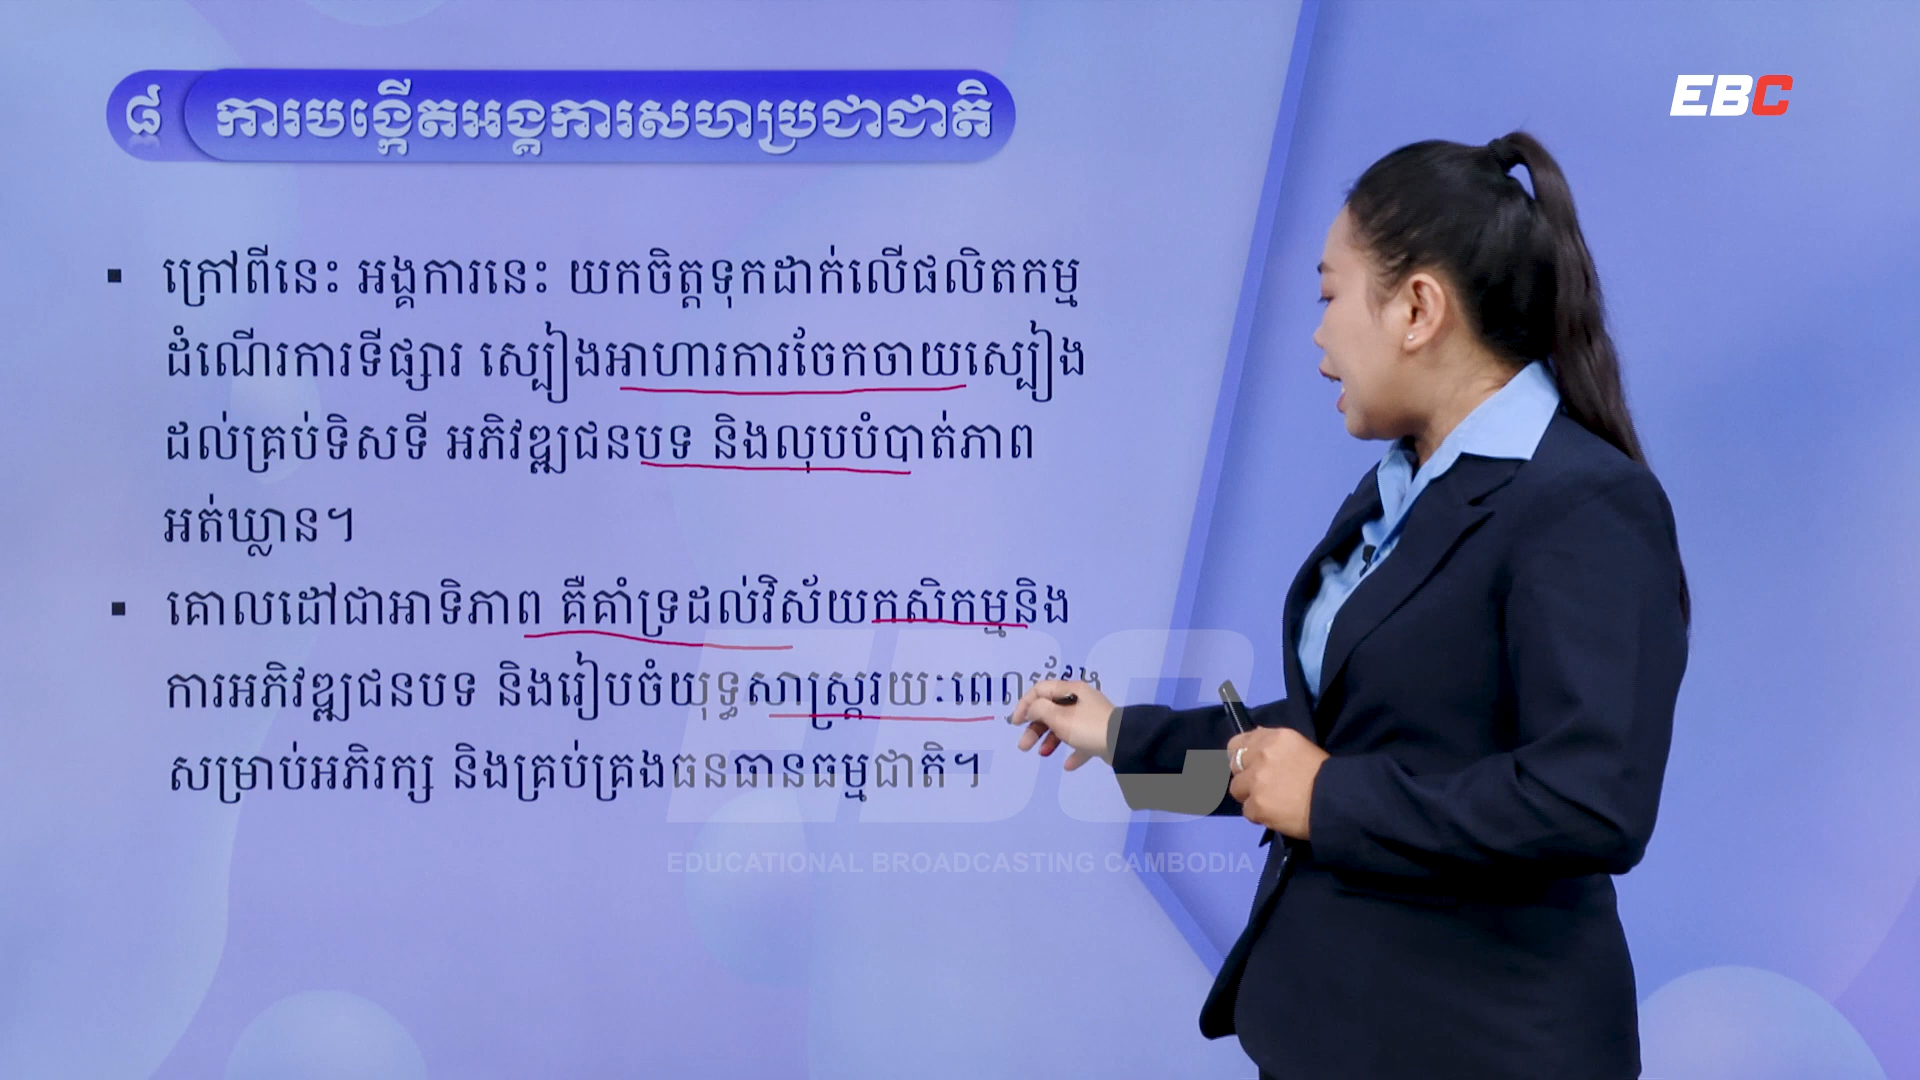 ៨ ការបង្កើតអង្គការសហប្រជាជាតិ
EBC
▪ ក្រៅពីនេះ អង្គការនេះ យកចិត្តទុកដាក់លើផលិតកម្ម
ដំណើរការទីផ្សារ ស្បៀងអាហារការចែកចាយស្បៀង
ដល់គ្រប់ទិសទី អភិវឌ្ឍជនបទ និងលុបបំបាត់ភាព
អត់ឃ្លាន។
▪ គោលដៅជាអាទិភាព គឺគាំទ្រដល់វិស័យកសិកម្មនិង
ការអភិវឌ្ឍជនបទ និងរៀបចំយុទ្ធសាស្ត្ររយៈពេលវែង
សម្រាប់អភិរក្ស និងគ្រប់គ្រងធនធានធម្មជាតិ។
EBC
EDUCATIONAL BROADCASTING CAMBODIA